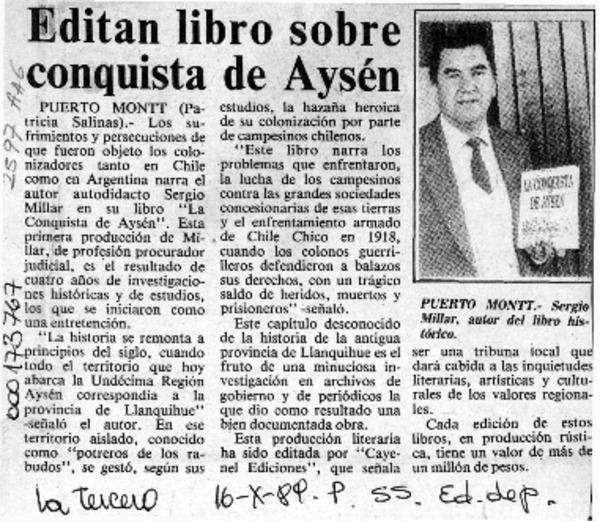 Editan libro sobre
conquista de Aysén
PUERTO MONTT (Pa-
tricia Salinas).- Los su-
frimientos y persecuciones de
que fueron objeto los colo-
nizadores tanto en Chile
como en Argentina narra el
autor autodidacto Sergio
Millar en su libro "La
Conquista de Aysén". Esta
primera producción de Mi-
llar, de profesión procurador
judicial, es el resultado de
cuatro años de investigacio-
nes históricas y de estudios,
los que se iniciaron como
una entretención.
"La historia se remonta a
principios del siglo, cuando
todo el territorio que hoy
abarca la Undécima Región
Aysén correspondía a la
provincia de Llanquihue"
-señaló el autor. En ese
territorio aislado, conocido
como "potreros de los ra-
budos", se gestó, según sus
estudios, la hazaña heroica
de su colonización por parte
de campesinos chilenos.
"Este libro narra los
problemas que enfrentaron,
la lucha de los campesinos
contra las grandes sociedades
concesionarias de esas tierras
y el enfrentamiento armado
de Chile Chico en 1918,
cuando los colonos guerri-
lleros defendieron a balazos
sus derechos, con un trágico
saldo de heridos, muertos y
prisioneros" -señaló.
Este capítulo desconocido
de la historia de la antigua
provincia de Llanquihue es el
fruto de una minuciosa in-
vestigación en archivos de
gobierno y de periódicos la
que dio como resultado una
bien documentada obra.
Esta producción literaria
ha sido editada por "Caye-
nel Ediciones", que señala
LA CONQUISTA
DE AYSÉN
PUERTO MONTT.- Sergio
Millar, autor del libro his-
tórico.
ser una tribuna local que
dará cabida a las inquietudes
literarias, artísticas y cultu-
rales de los valores regiona-
les.
Cada edición de estos
libros, en producción rústi-
ca, tiene un valor de más de
un millón de pesos.
2597 AAG
000173767
La Tercera 16-X-89. P. 55. Ed. dep.